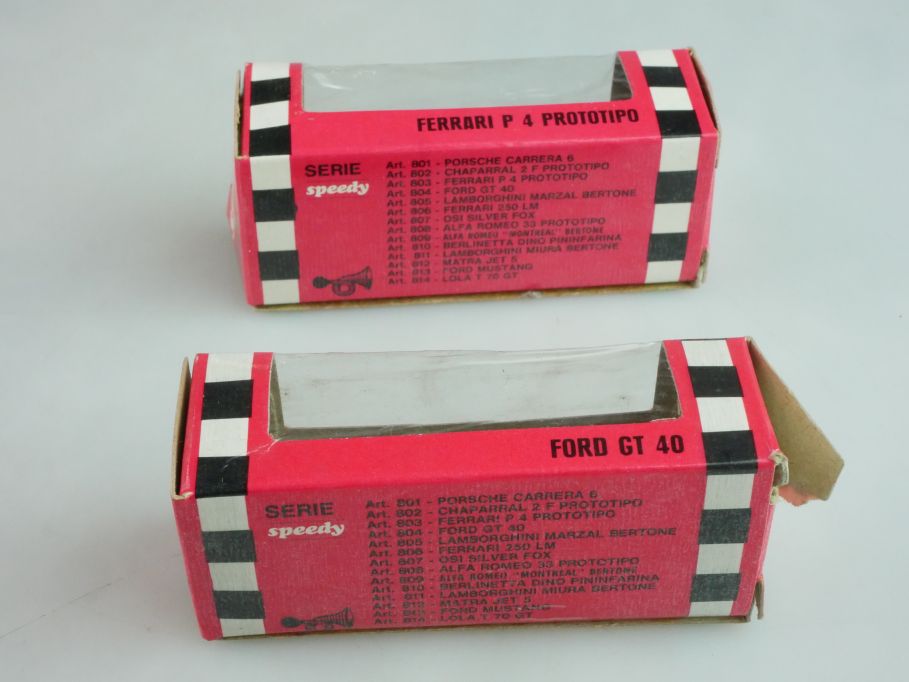 FERRARI P 4 PROTOTIPO
SERIE
speedy
Art. 801 - PORSCHE CARRERA 6
Art. 802 - CHAPARRAL 2 F PROTOTIPO
Art. 803 - FERRARI P 4 PROTOTIPO
Art. 804 - FORD GT 40
Art. 805 - LAMBORGHINI MARZAL BERTONE
Art. 806 - FERRARI 250 LM
Art. 807 - OSI SILVER FOX
Art. 808 - ALFA ROMEO 33 PROTOTIPO
Art. 809 - ALFA ROMEO "MONTREAL" BERTONE
Art. 810 - BERLINETTA DINO PININFARINA
Art. 811 - LAMBORGHINI MIURA BERTONE
Art. 812 - MATRA JET 5
Art. 813 - FORD MUSTANG
Art. 814 - LOLA T 70 GT
FORD GT 40
SERIE
speedy
Art. 801 - PORSCHE CARRERA 6
Art. 802 - CHAPARRAL 2 F PROTOTIPO
Art. 803 - FERRARI P 4 PROTOTIPO
Art. 804 - FORD GT 40
Art. 805 - LAMBORGHINI MARZAL BERTONE
Art. 806 - FERRARI 250 LM
Art. 807 - OSI SILVER FOX
Art. 808 - ALFA ROMEO 33 PROTOTIPO
Art. 809 - ALFA ROMEO "MONTREAL" BERTONE
Art. 810 - BERLINETTA DINO PININFARINA
Art. 811 - LAMBORGHINI MIURA BERTONE
Art. 812 - MATRA JET 5
Art. 813 - FORD MUSTANG
Art. 814 - LOLA T 70 GT